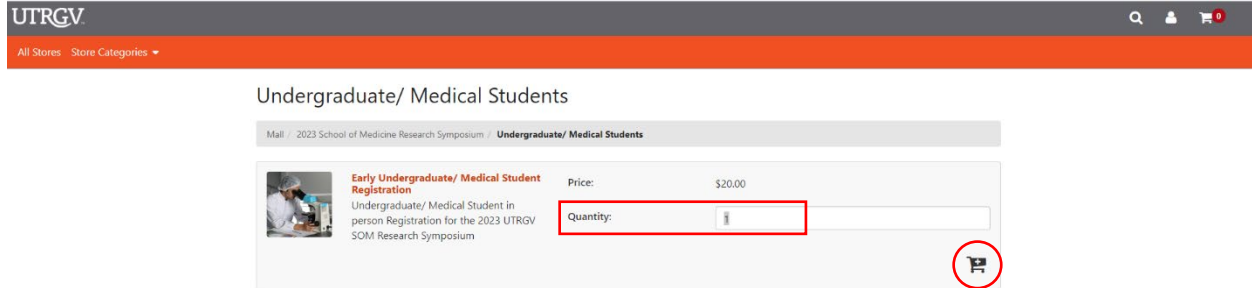 UTRGV
0
All Stores Store Categories
Undergraduate/ Medical Students
Mall / 2023 School of Medicine Research Symposium / Undergraduate/ Medical Students
Early Undergraduate/ Medical Student
Registration
Undergraduate/ Medical Student in
person Registration for the 2023 UTRGV
SOM Research Symposium
Price: $20.00
Quantity: 1